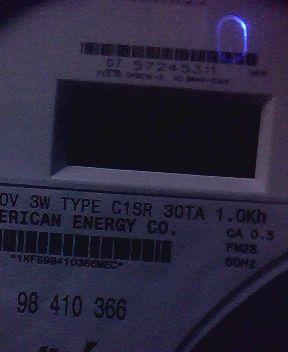 07 57245311
0V 3W TYPE C1SR 30TA 1.0Kh
ERICAN ENERGY CO.
CA 0.5
FM2S
60Hz
*1NFS98410366MEC*
98 410 366